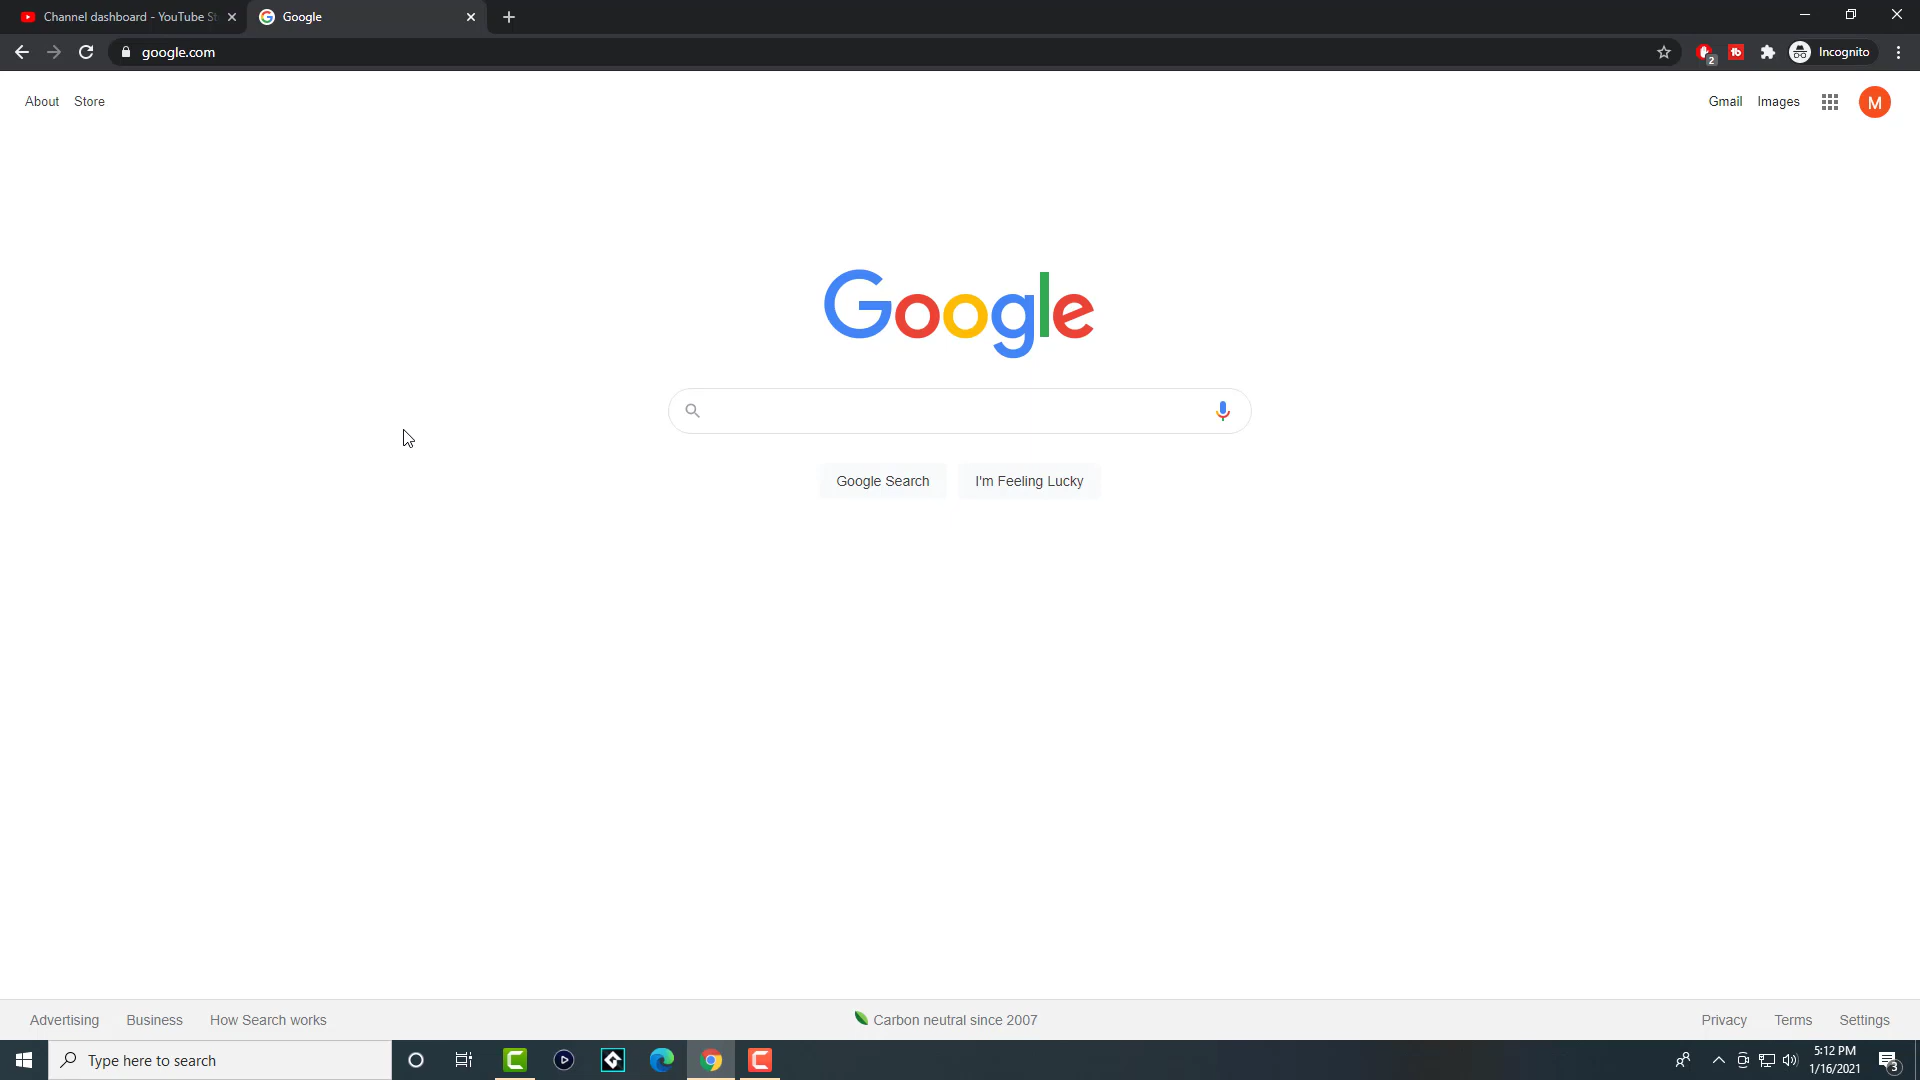 Channel dashboard - YouTube S
Google
google.com
2
Incognito
About
Store
Gmail
Images
M
Google
Google Search
I'm Feeling Lucky
Advertising
Business
How Search works
Carbon neutral since 2007
Privacy
Terms
Settings
Type here to search
5:12 PM
1/16/2021
3